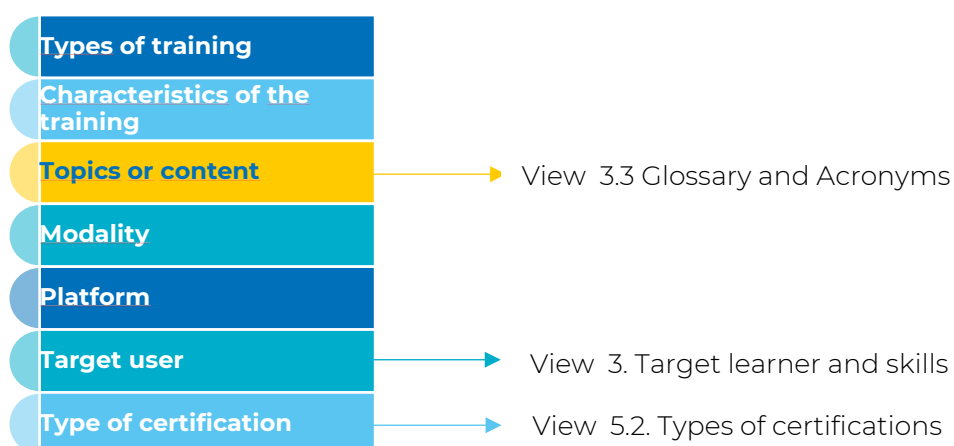 Types of training
Characteristics of the
training
Topics or content
View 3.3 Glossary and Acronyms
Modality
Platform
Target user
View 3. Target learner and skills
Type of certification
View 5.2. Types of certifications